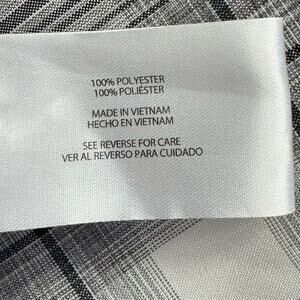 100% POLYESTER
100% POLIÉSTER
MADE IN VIETNAM
HECHO EN VIETNAM
SEE REVERSE FOR CARE
VER AL REVERSO PARA CUIDADO